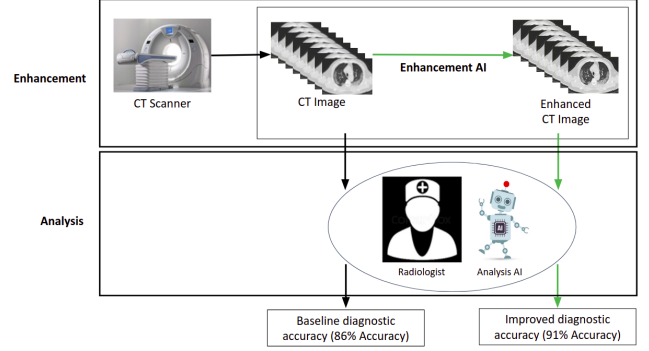 Enhancement
CT Scanner
CT Image
Enhancement AI
Enhanced
CT Image
Analysis
AI
Radiologist
Analysis AI
Baseline diagnostic
accuracy (86% Accuracy)
Improved diagnostic
accuracy (91% Accuracy)